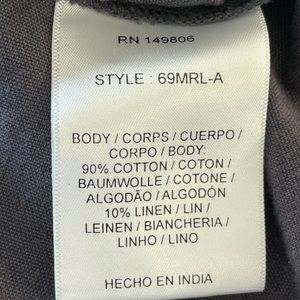 RN 149806
STYLE : 69MRL-A
BODY / CORPS / CUERPO /
CORPO / BODY:
90% COTTON / COTON /
BAUMWOLLE / COTONE /
ALGODÃO / ALGODÓN
10% LINEN / LIN /
LEINEN / BIANCHERIA /
LINHO / LINO
HECHO EN INDIA